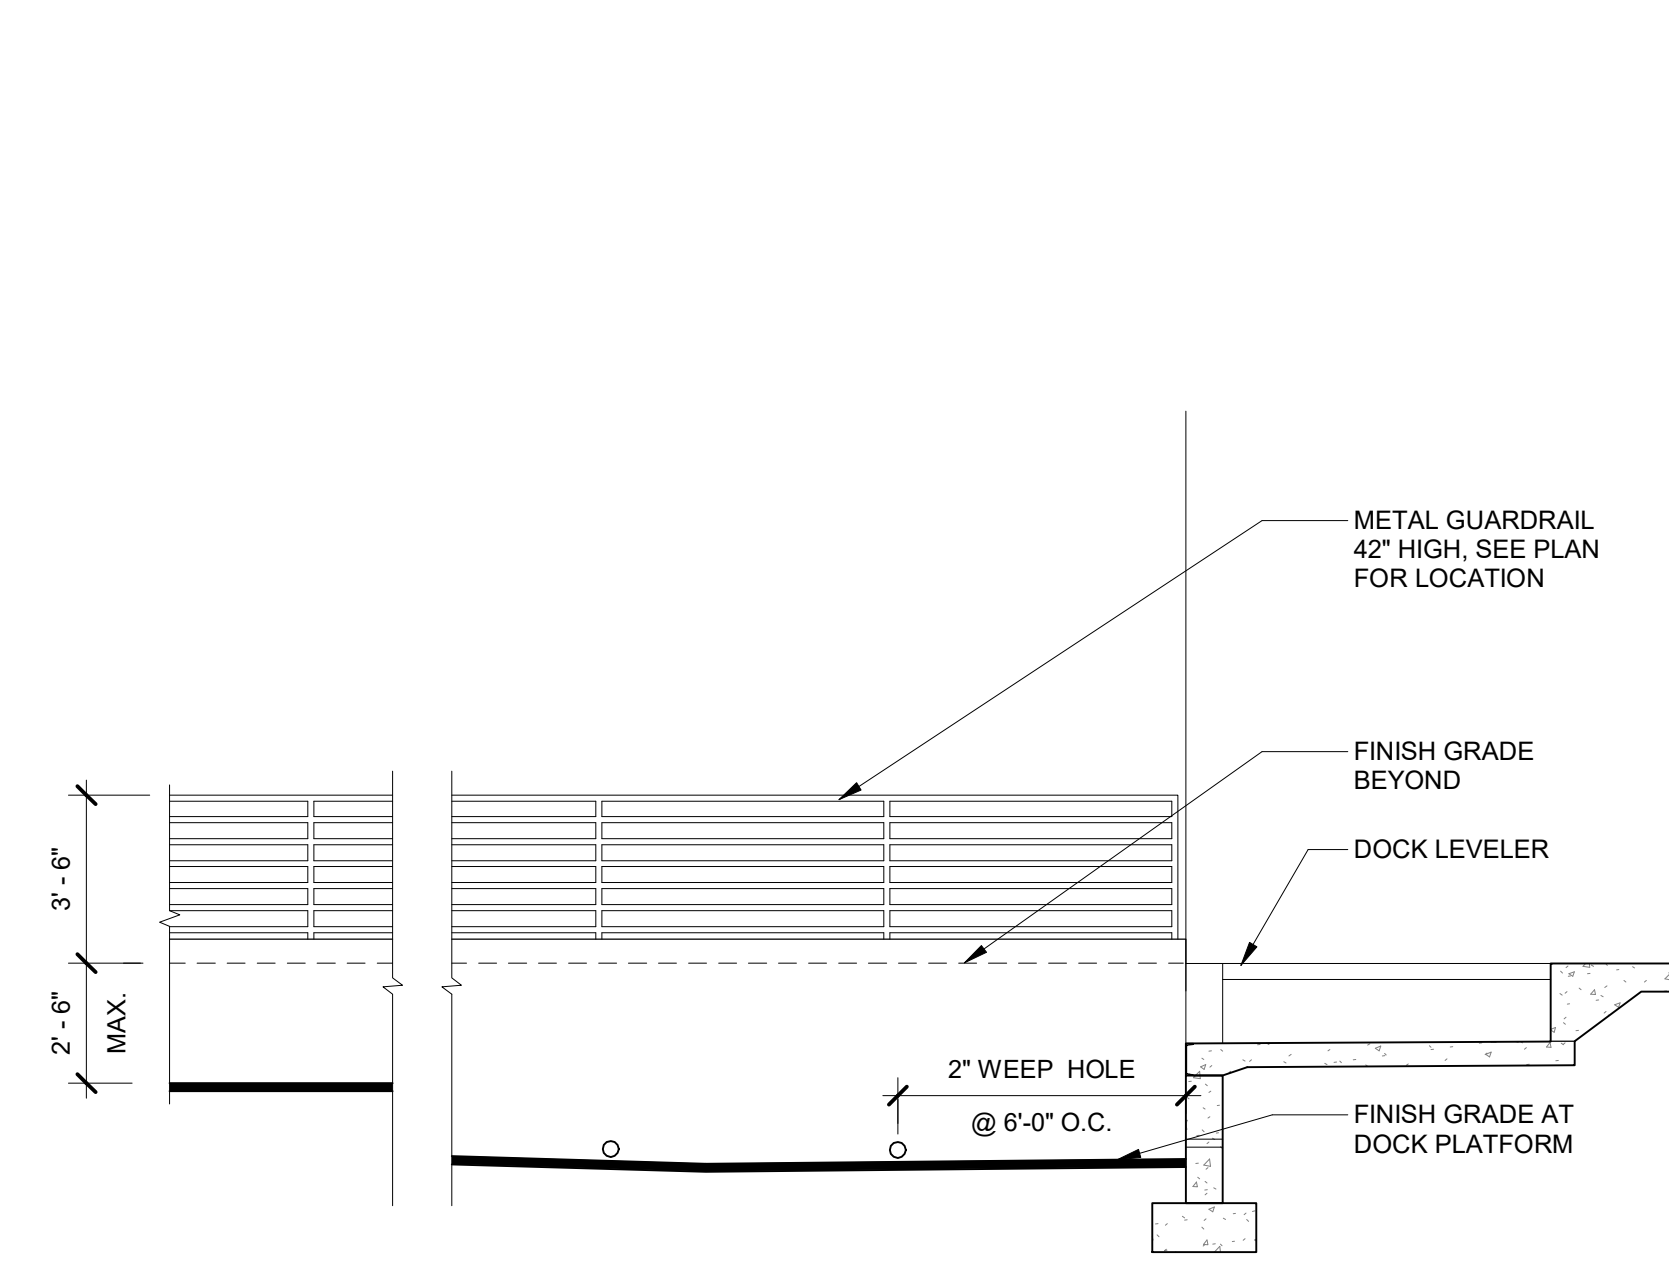 METAL GUARDRAIL
42" HIGH, SEE PLAN
FOR LOCATION
FINISH GRADE
BEYOND
DOCK LEVELER
3' - 6"
2' - 6"
MAX.
2" WEEP HOLE
@ 6'-0" O.C.
FINISH GRADE AT
DOCK PLATFORM